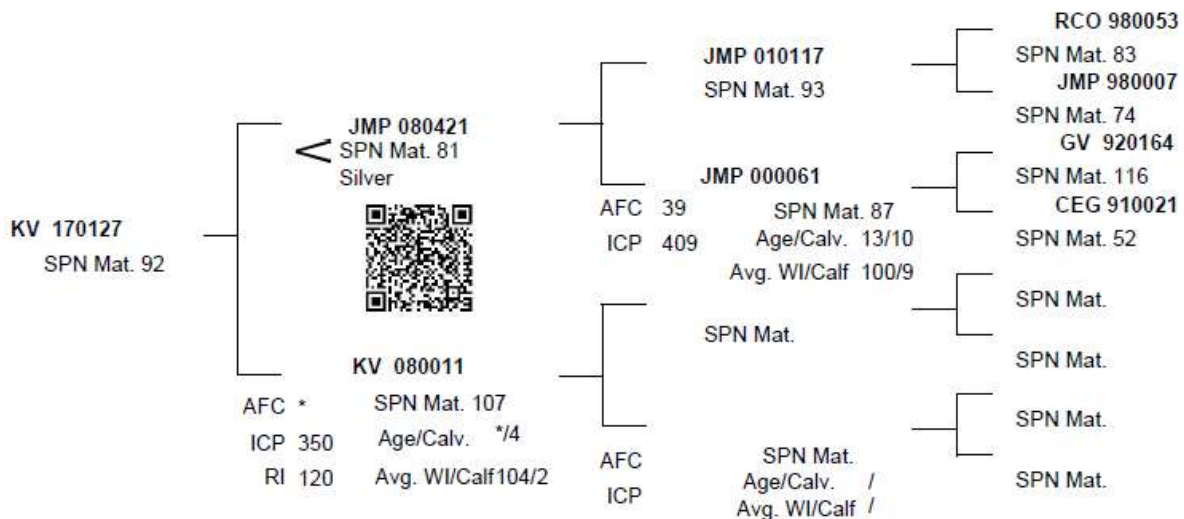 RCO 980053
JMP 010117
SPN Mat. 83
SPN Mat. 93
JMP 980007
JMP 080421
SPN Mat. 74
SPN Mat. 81
GV 920164
Silver
JMP 000061
SPN Mat. 116
AFC 39
SPN Mat. 87
CEG 910021
KV 170127
ICP 409
Age/Calv. 13/10
SPN Mat. 52
SPN Mat. 92
Avg. WI/Calf 100/9
SPN Mat.
SPN Mat.
KV 080011
SPN Mat.
AFC *
SPN Mat. 107
SPN Mat.
ICP 350
Age/Calv. */4
AFC
SPN Mat.
RI 120
Avg. WI/Calf 104/2
ICP
Age/Calv. /
SPN Mat.
Avg. WI/Calf /